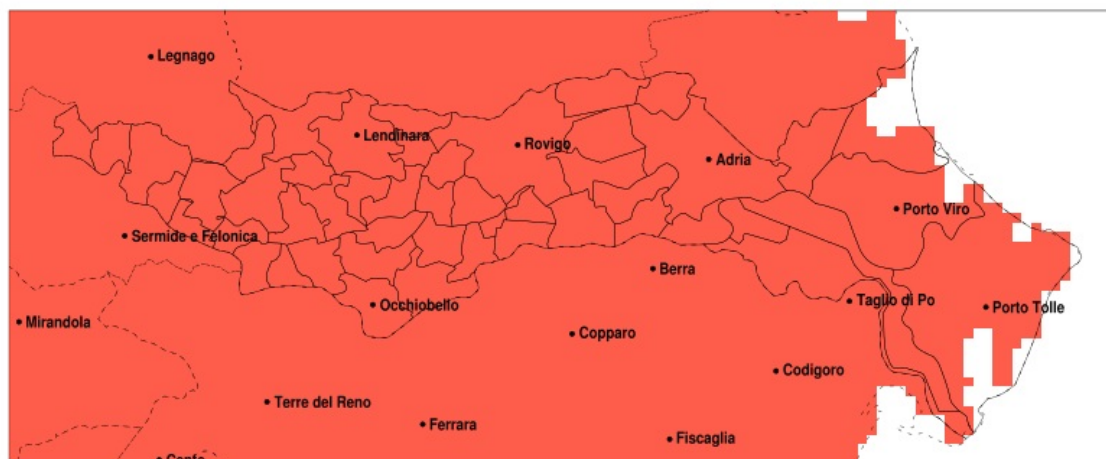 Legnago
Lendinara
Rovigo
Adria
Porto Viro
Sermide e Felonica
Berra
Taglio di Po
Occhiobello
Porto Tolle
Mirandola
Copparo
Codigoro
Terre del Reno
Ferrara
Fiscaglia